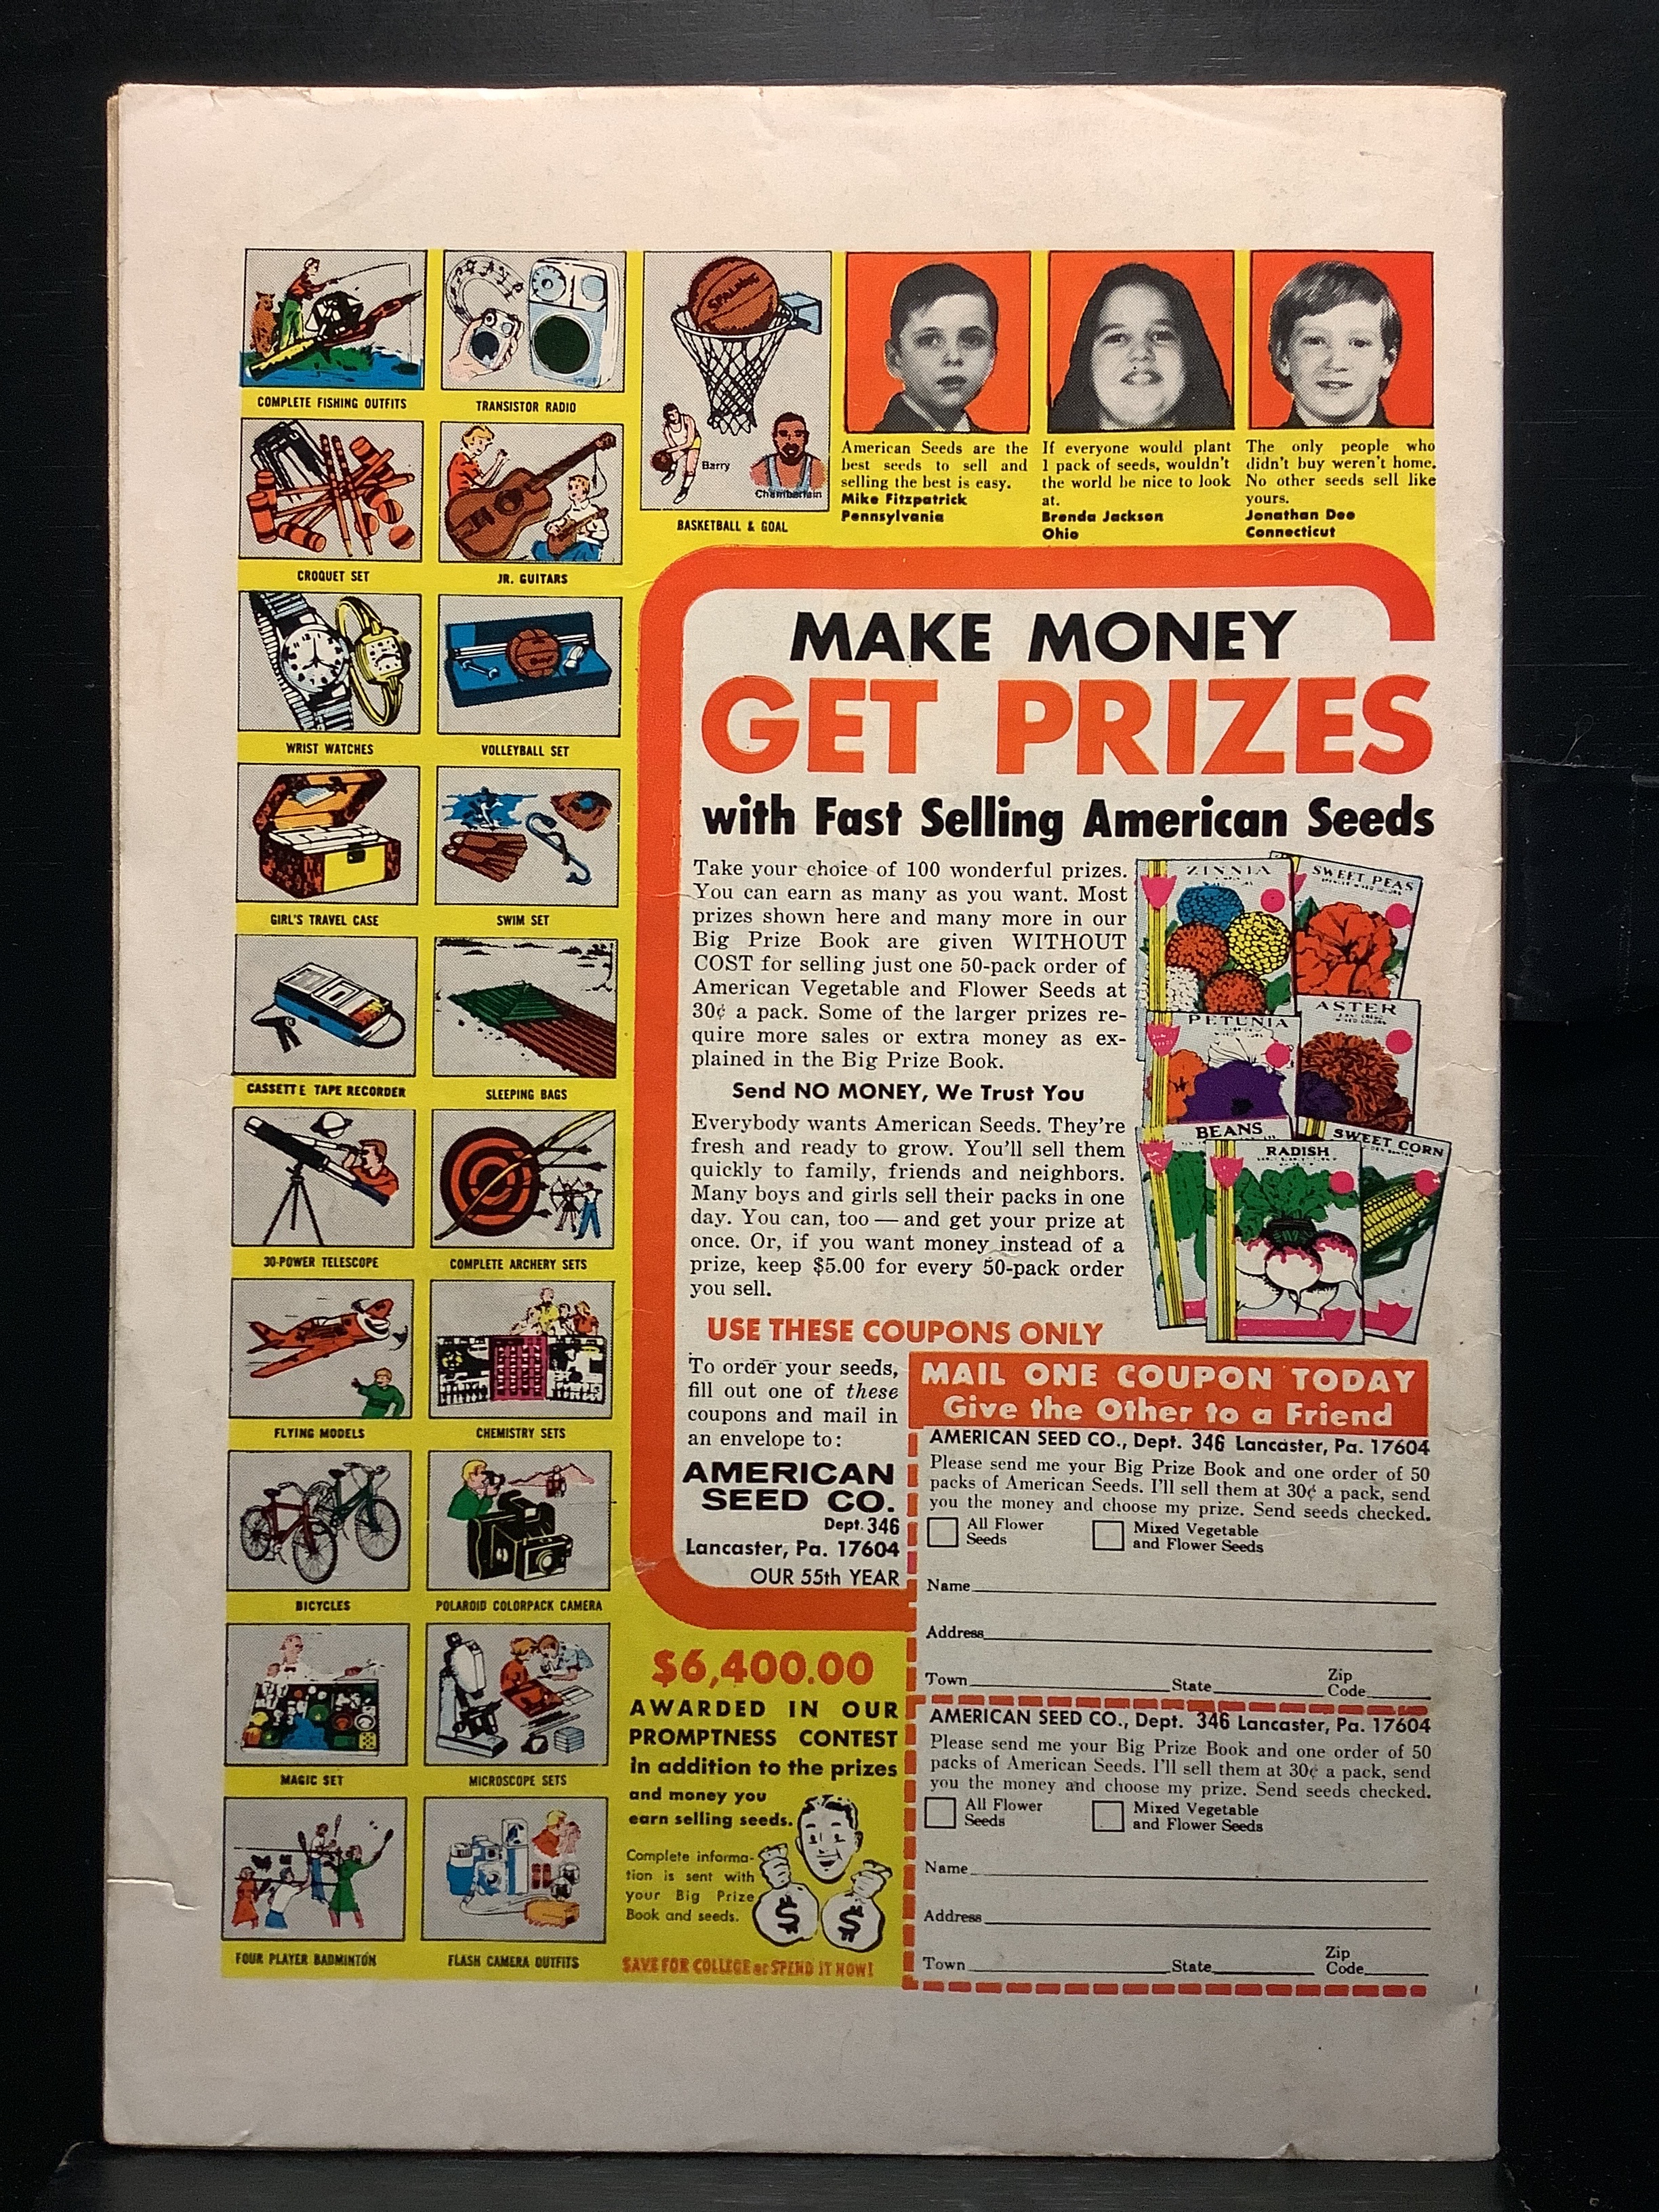 COMPLETE FISHING OUTFITS
TRANSISTOR RADIO
SPALDING
Barry
Chamberlain
BASKETBALL & GOAL
CROQUET SET
JR. GUITARS
WRIST WATCHES
VOLLEYBALL SET
GIRL'S TRAVEL CASE
SWIM SET
CASSETTE TAPE RECORDER
SLEEPING BAGS
30-POWER TELESCOPE
COMPLETE ARCHERY SETS
FLYING MODELS
CHEMISTRY SETS
BICYCLES
POLAROID COLORPACK CAMERA
MAGIC SET
MICROSCOPE SETS
FOUR PLAYER BADMINTON
FLASH CAMERA OUTFITS
American Seeds are the
best seeds to sell and
selling the best is easy.
Mike Fitzpatrick
Pennsylvania
If everyone would plant
1 pack of seeds, wouldn't
the world be nice to look
at.
Brenda Jackson
Ohio
The only people who
didn't buy weren't home.
No other seeds sell like
yours.
Jonathan Dee
Connecticut
MAKE MONEY
GET PRIZES
with Fast Selling American Seeds
Take your choice of 100 wonderful prizes.
You can earn as many as you want. Most
prizes shown here and many more in our
Big Prize Book are given WITHOUT
COST for selling just one 50-pack order of
American Vegetable and Flower Seeds at
30¢ a pack. Some of the larger prizes re-
quire more sales or extra money as ex-
plained in the Big Prize Book.
Send NO MONEY, We Trust You
Everybody wants American Seeds. They're
fresh and ready to grow. You'll sell them
quickly to family, friends and neighbors.
Many boys and girls sell their packs in one
day. You can, too — and get your prize at
once. Or, if you want money instead of a
prize, keep $5.00 for every 50-pack order
you sell.
ZINNIA
SWEET PEAS
PETUNIA
ASTER
BEANS
RADISH
SWEET CORN
USE THESE COUPONS ONLY
To order your seeds,
fill out one of these
coupons and mail in
an envelope to:
AMERICAN
SEED CO.
Dept. 346
Lancaster, Pa. 17604
OUR 55th YEAR
MAIL ONE COUPON TODAY
Give the Other to a Friend
AMERICAN SEED CO., Dept. 346 Lancaster, Pa. 17604
Please send me your Big Prize Book and one order of 50
packs of American Seeds. I'll sell them at 30¢ a pack, send
you the money and choose my prize. Send seeds checked.
All Flower
Seeds
Mixed Vegetable
and Flower Seeds
Name
Address
Town State Zip
Code
AMERICAN SEED CO., Dept. 346 Lancaster, Pa. 17604
Please send me your Big Prize Book and one order of 50
packs of American Seeds. I'll sell them at 30¢ a pack, send
you the money and choose my prize. Send seeds checked.
All Flower
Seeds
Mixed Vegetable
and Flower Seeds
Name
Address
Town State Zip
Code
$6,400.00
AWARDED IN OUR
PROMPTNESS CONTEST
in addition to the prizes
and money you
earn selling seeds.
Complete informa-
tion is sent with
your Big Prize
Book and seeds.
$ $
SAVE FOR COLLEGE or SPEND IT NOW!